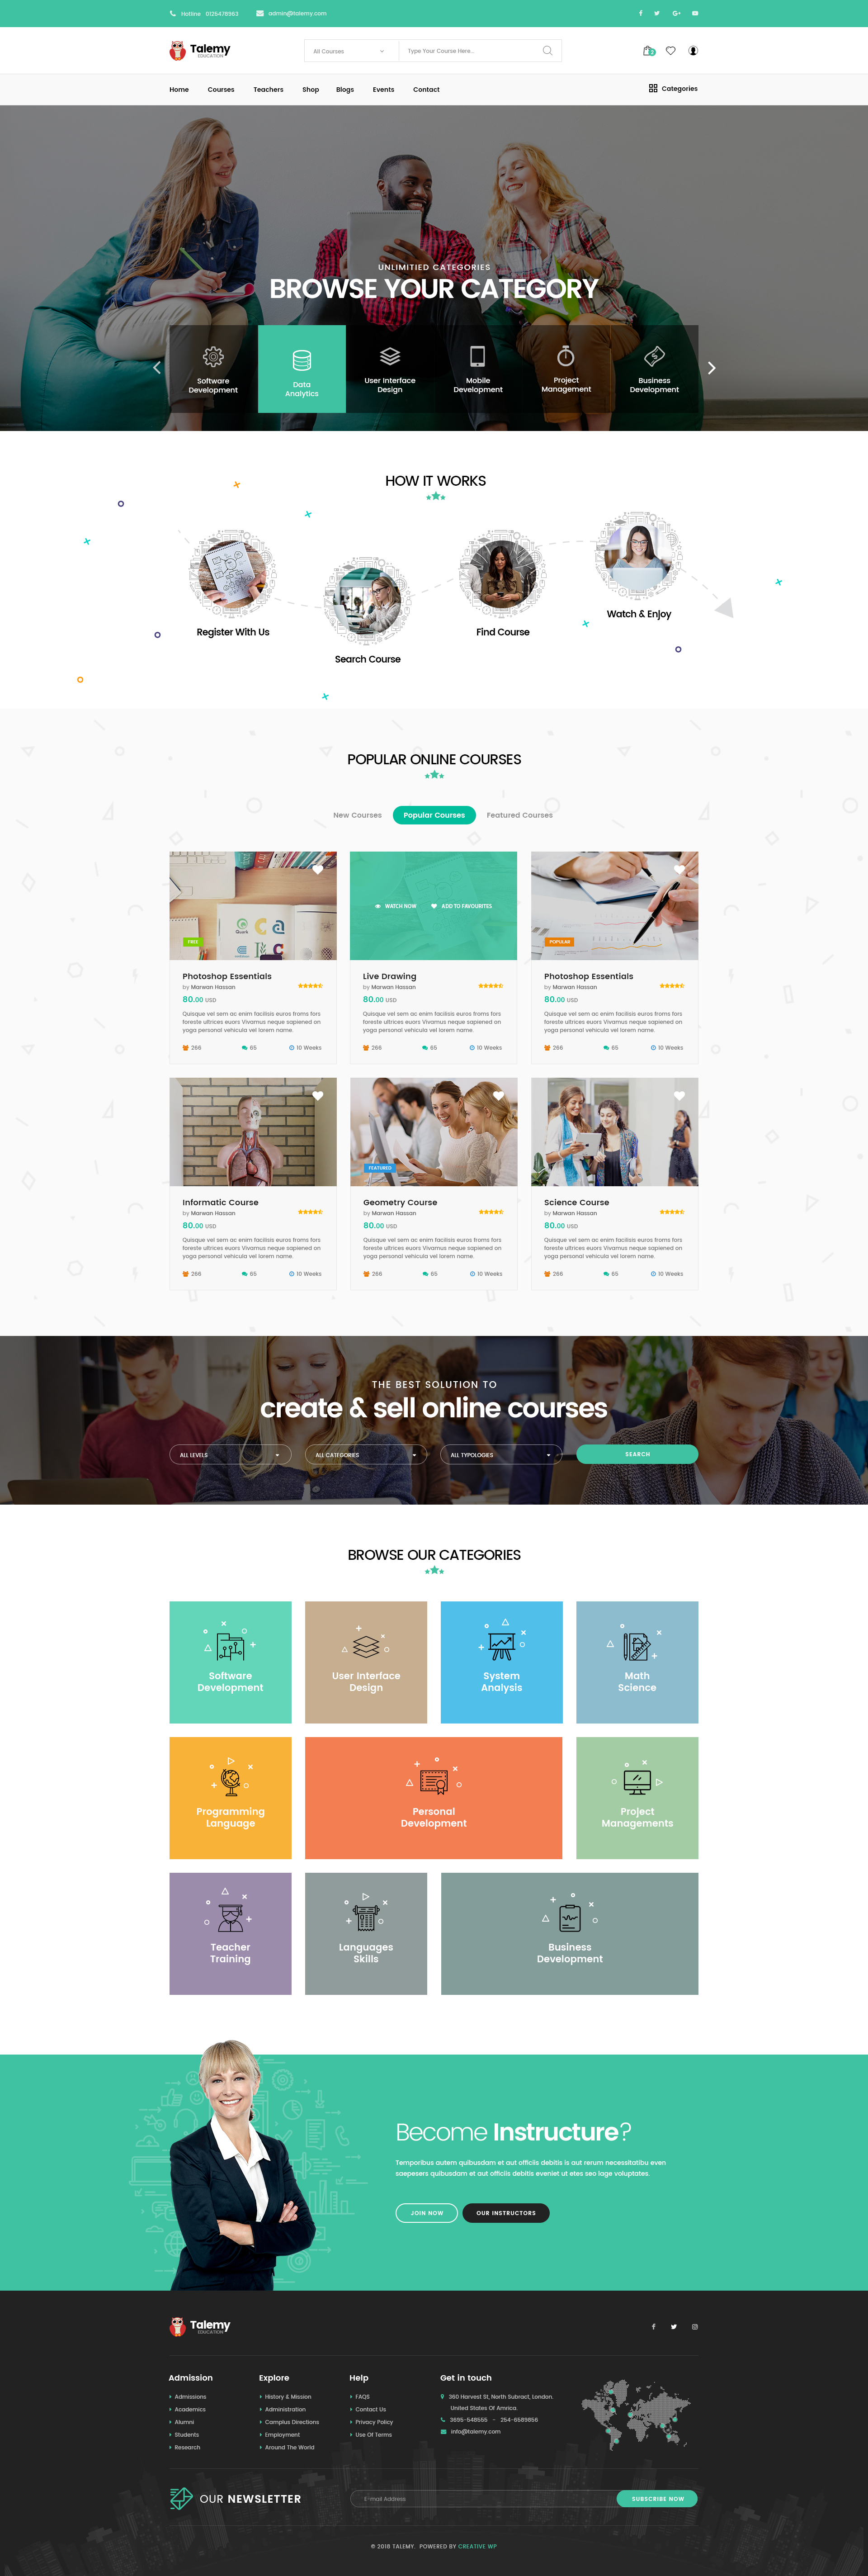 Hotline 0125478963 admin@talemy.com
Talemy
EDUCATION
All Courses Type Your Course Here... 2
Home Courses Teachers Shop Blogs Events Contact Categories
UNLIMITIED CATEGORIES
BROWSE YOUR CATEGORY
Software
Development
Data
Analytics
User Interface
Design
Mobile
Development
Project
Management
Business
Development
HOW IT WORKS
Register With Us
Search Course
Find Course
Watch & Enjoy
POPULAR ONLINE COURSES
New Courses Popular Courses Featured Courses
FREE
Photoshop Essentials
by Marwan Hassan
80.00 USD
Quisque vel sem ac enim facilisis euros froms fors
foreste ultrices euors Vivamus neque sapiened on
yoga personal vehicula vel lorem name.
266 65 10 Weeks
WATCH NOW ADD TO FAVOURITES
Live Drawing
by Marwan Hassan
80.00 USD
Quisque vel sem ac enim facilisis euros froms fors
foreste ultrices euors Vivamus neque sapiened on
yoga personal vehicula vel lorem name.
266 65 10 Weeks
POPULAR
Photoshop Essentials
by Marwan Hassan
80.00 USD
Quisque vel sem ac enim facilisis euros froms fors
foreste ultrices euors Vivamus neque sapiened on
yoga personal vehicula vel lorem name.
266 65 10 Weeks
Informatic Course
by Marwan Hassan
80.00 USD
Quisque vel sem ac enim facilisis euros froms fors
foreste ultrices euors Vivamus neque sapiened on
yoga personal vehicula vel lorem name.
266 65 10 Weeks
FEATURED
Geometry Course
by Marwan Hassan
80.00 USD
Quisque vel sem ac enim facilisis euros froms fors
foreste ultrices euors Vivamus neque sapiened on
yoga personal vehicula vel lorem name.
266 65 10 Weeks
Science Course
by Marwan Hassan
80.00 USD
Quisque vel sem ac enim facilisis euros froms fors
foreste ultrices euors Vivamus neque sapiened on
yoga personal vehicula vel lorem name.
266 65 10 Weeks
THE BEST SOLUTION TO
create & sell online courses
ALL LEVELS ALL CATEGORIES ALL TYPOLOGIES SEARCH
BROWSE OUR CATEGORIES
Software
Development
User Interface
Design
System
Analysis
Math
Science
Programming
Language
Personal
Development
Project
Managements
Teacher
Training
Languages
Skills
Business
Development
Become Instructure?
Temporibus autem quibusdam et aut officiis debitis is aut rerum necessitatibu even
saepesers quibusdam et aut officiis debitis eveniet ut etes seo lage voluptates.
JOIN NOW OUR INSTRUCTORS
Talemy
EDUCATION
Admission
Admissions
Academics
Alumni
Students
Research
Explore
History & Mission
Administration
Camplus Directions
Employment
Around The World
Help
FAQS
Contact Us
Privacy Policy
Use Of Terms
Get in touch
360 Harvest St, North Subract, London.
United States Of Amrica.
3695-548555 - 254-6589856
info@talemy.com
OUR NEWSLETTER E-mail Address SUBSCRIBE NOW
© 2018 TALEMY. POWERED BY CREATIVE WP